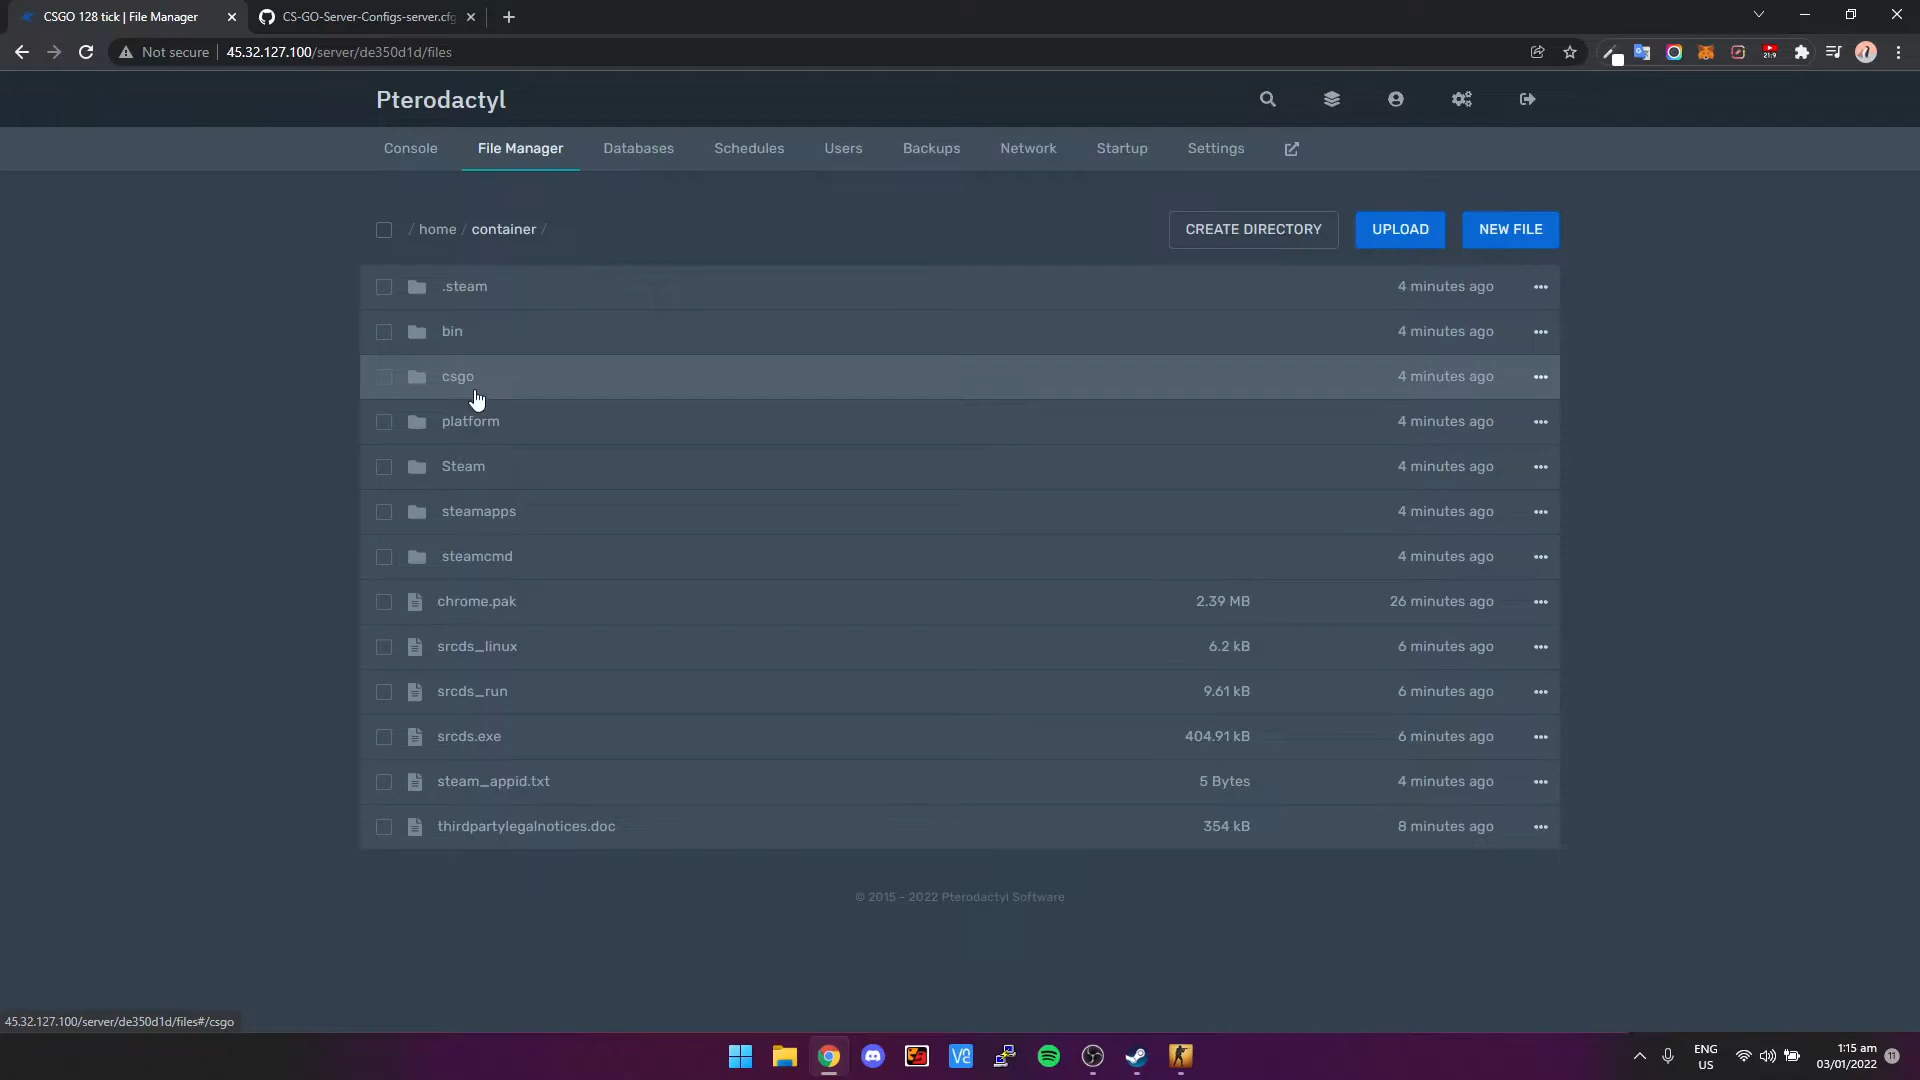 CSGO 128 tick | File Manager
CS-GO-Server-Configs-server.cfg
Not secure
45.32.127.100/server/de350d1d/files
Pterodactyl
Console
File Manager
Databases
Schedules
Users
Backups
Network
Startup
Settings
/ home / container /
CREATE DIRECTORY
UPLOAD
NEW FILE
.steam 4 minutes ago
bin 4 minutes ago
csgo 4 minutes ago
platform 4 minutes ago
Steam 4 minutes ago
steamapps 4 minutes ago
steamcmd 4 minutes ago
chrome.pak 2.39 MB 26 minutes ago
srcds_linux 6.2 kB 6 minutes ago
srcds_run 9.61 kB 6 minutes ago
srcds.exe 404.91 kB 6 minutes ago
steam_appid.txt 5 Bytes 4 minutes ago
thirdpartylegalnotices.doc 354 kB 8 minutes ago
© 2015 - 2022 Pterodactyl Software
45.32.127.100/server/de350d1d/files#/csgo
ENG
US
1:15 am
03/01/2022
11